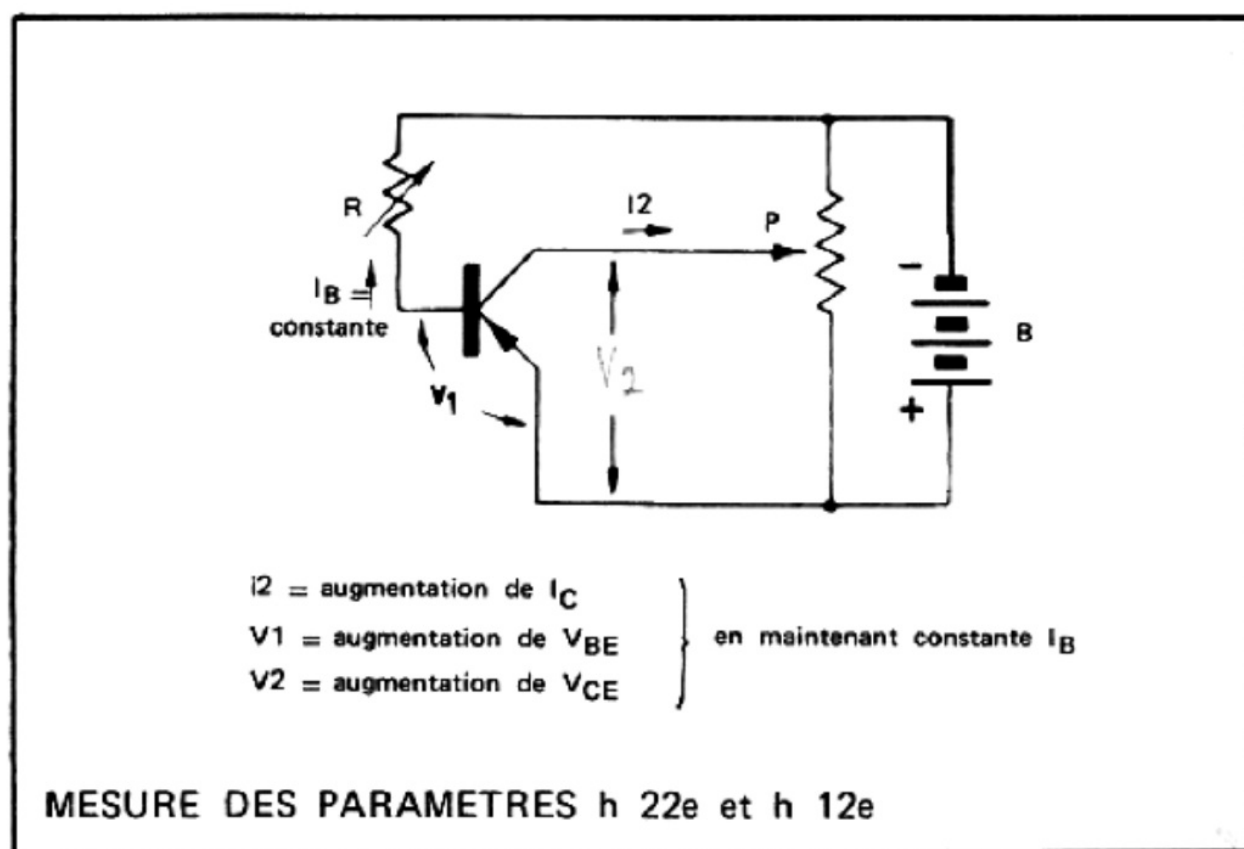 I2
P
R
IB =
constante
V1
V2
−
B
+
i2 = augmentation de IC
V1 = augmentation de VBE
V2 = augmentation de VCE
en maintenant constante IB
MESURE DES PARAMETRES h 22e et h 12e